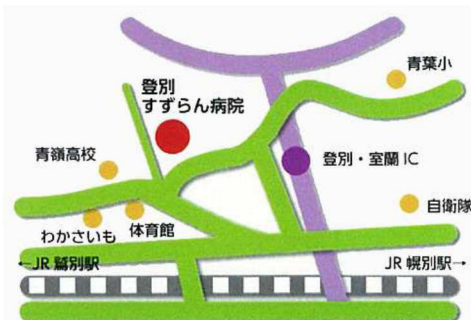 青葉小
登別
すずらん病院
青嶺高校
登別・室蘭 IC
わかさいも
体育館
自衛隊
←JR 鷲別駅
JR 幌別駅→